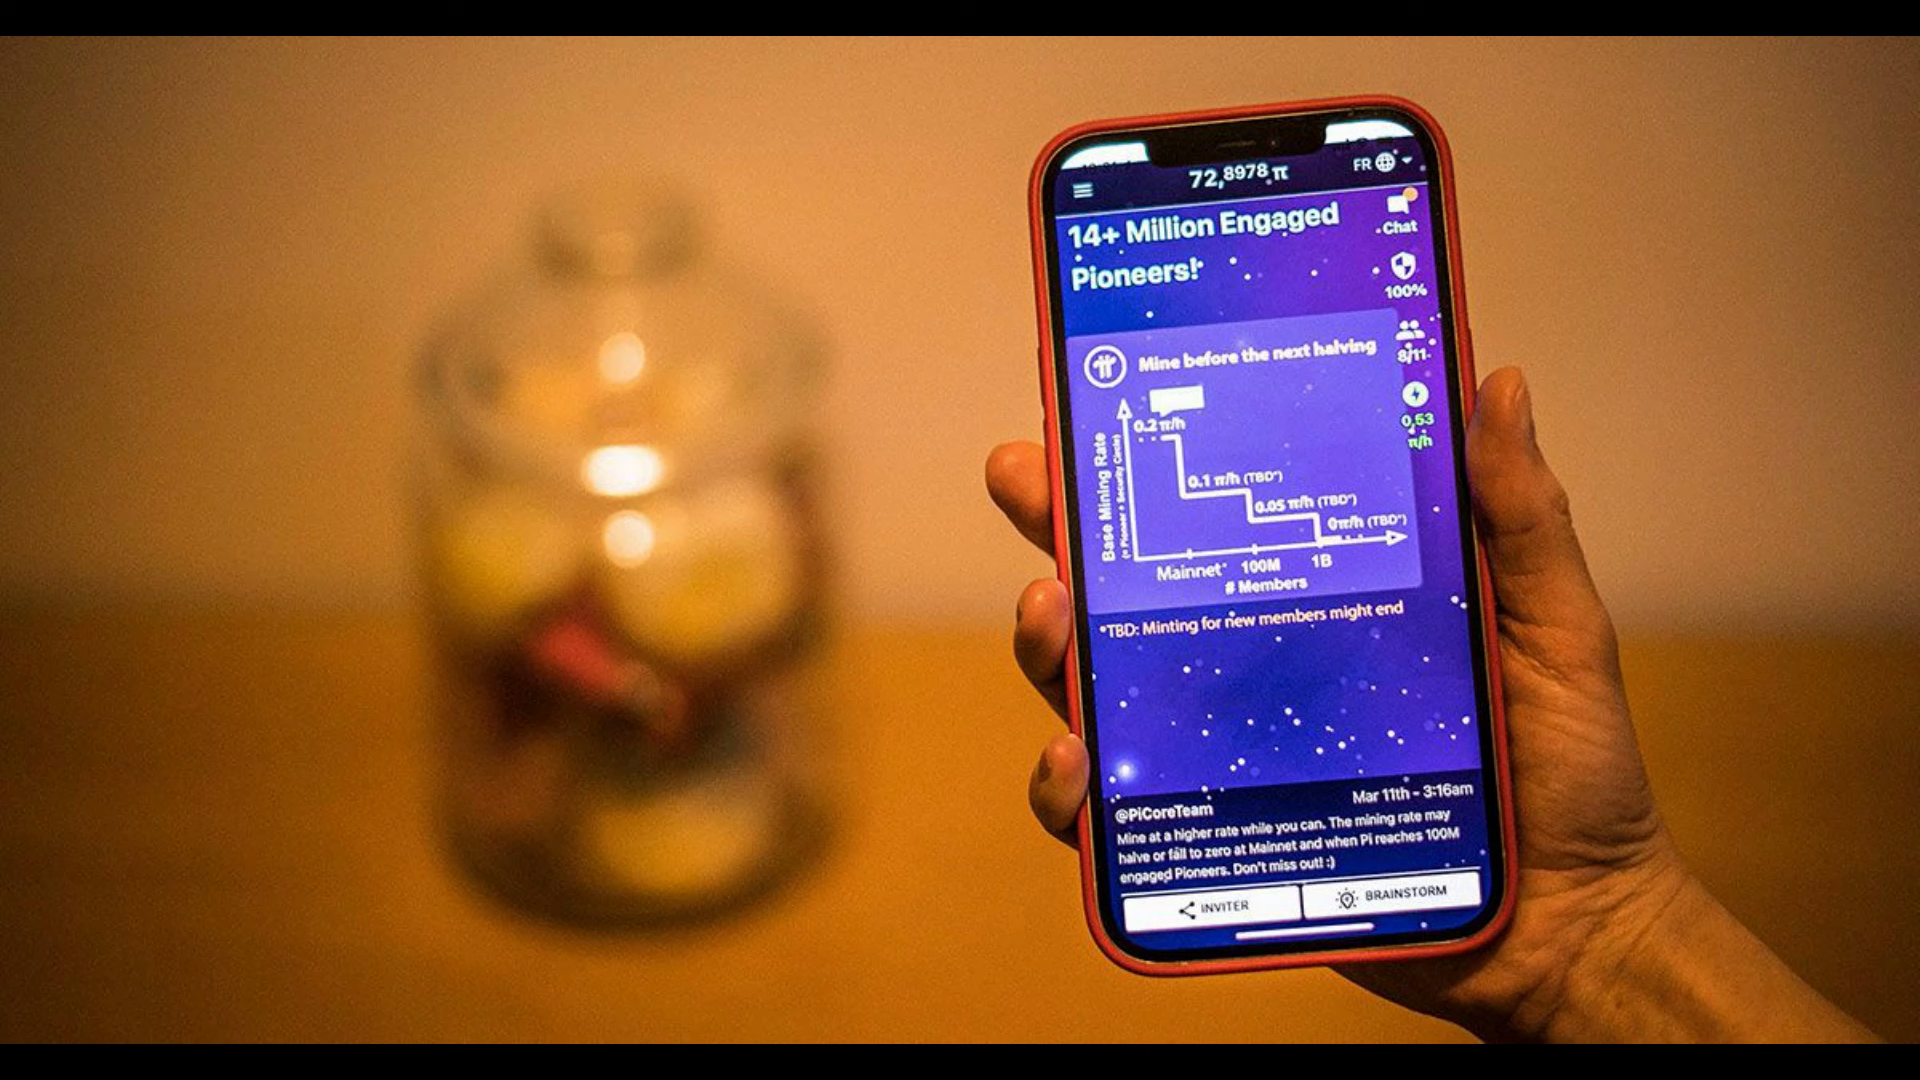 72,8978 π
FR
14+ Million Engaged
Pioneers!
Chat
100%
8/11
0,53
π/h
Mine before the next halving
0.2 π/h
0.1 π/h (TBD*)
0.05 π/h (TBD*)
0π/h (TBD*)
Base Mining Rate
(= Pioneer + Security Circle)
Mainnet* 100M 1B
# Members
*TBD: Minting for new members might end
@PiCoreTeam Mar 11th - 3:16am
Mine at a higher rate while you can. The mining rate may
halve or fall to zero at Mainnet and when Pi reaches 100M
engaged Pioneers. Don't miss out! :)
INVITER
BRAINSTORM